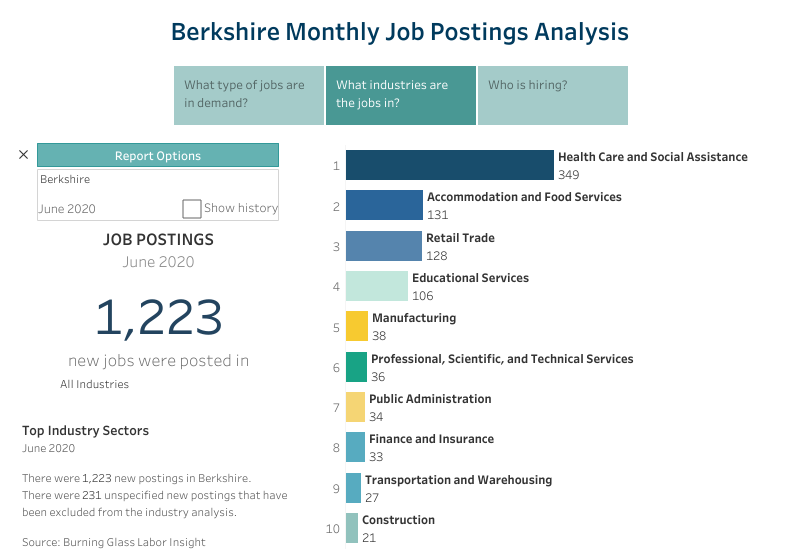 Berkshire Monthly Job Postings Analysis
What type of jobs are
in demand?
What industries are
the jobs in?
Who is hiring?
Report Options
Berkshire
June 2020
Show history
JOB POSTINGS
June 2020
1,223
new jobs were posted in
All Industries
Top Industry Sectors
June 2020
There were 1,223 new postings in Berkshire.
There were 231 unspecified new postings that have
been excluded from the industry analysis.
Source: Burning Glass Labor Insight
1
Health Care and Social Assistance
349
2
Accommodation and Food Services
131
3
Retail Trade
128
4
Educational Services
106
5
Manufacturing
38
6
Professional, Scientific, and Technical Services
36
7
Public Administration
34
8
Finance and Insurance
33
9
Transportation and Warehousing
27
10
Construction
21